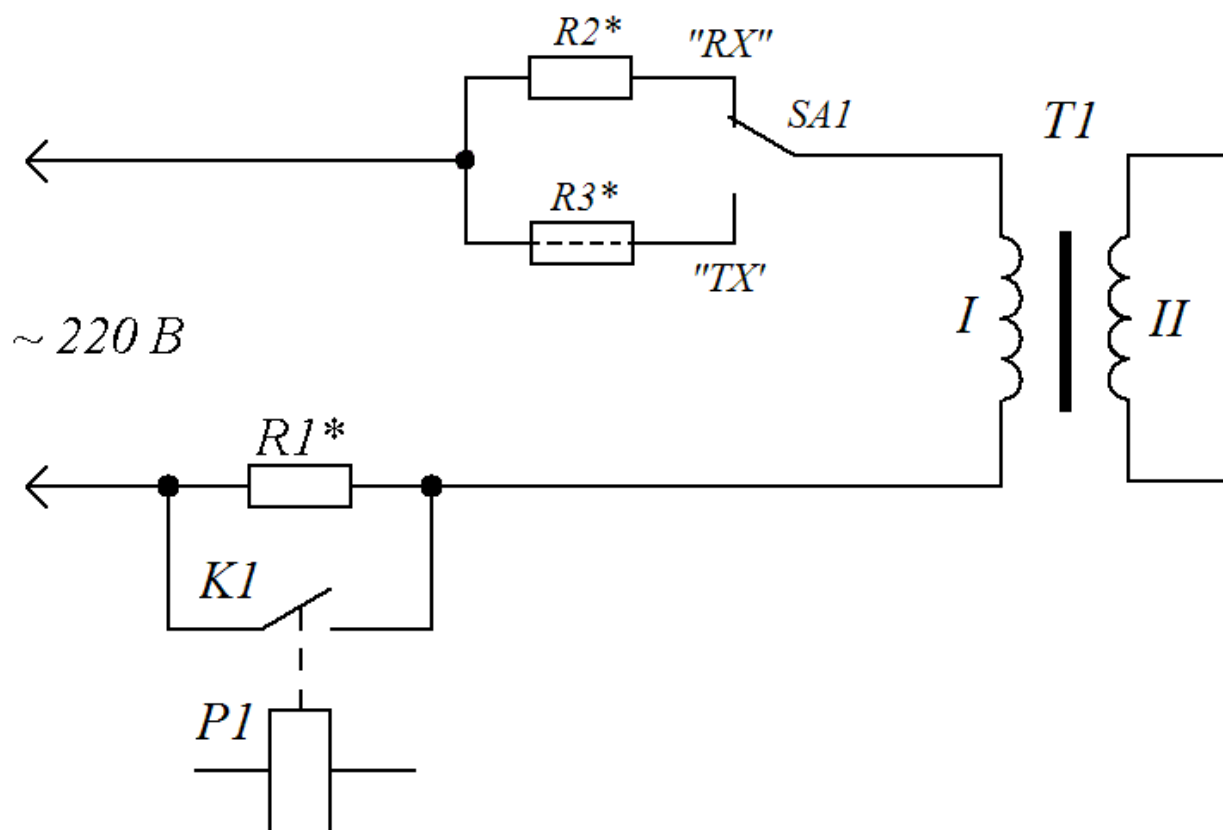 R2*
"RX"
SA1
T1
R3*
"TX'
I
II
~ 220 В
R1*
K1
P1